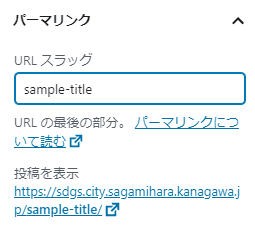 パーマリンク
URL スラッグ
sample-title
URL の最後の部分。 パーマリンクにつ
いて読む
投稿を表示
https://sdgs.city.sagamihara.kanagawa.j
p/sample-title/